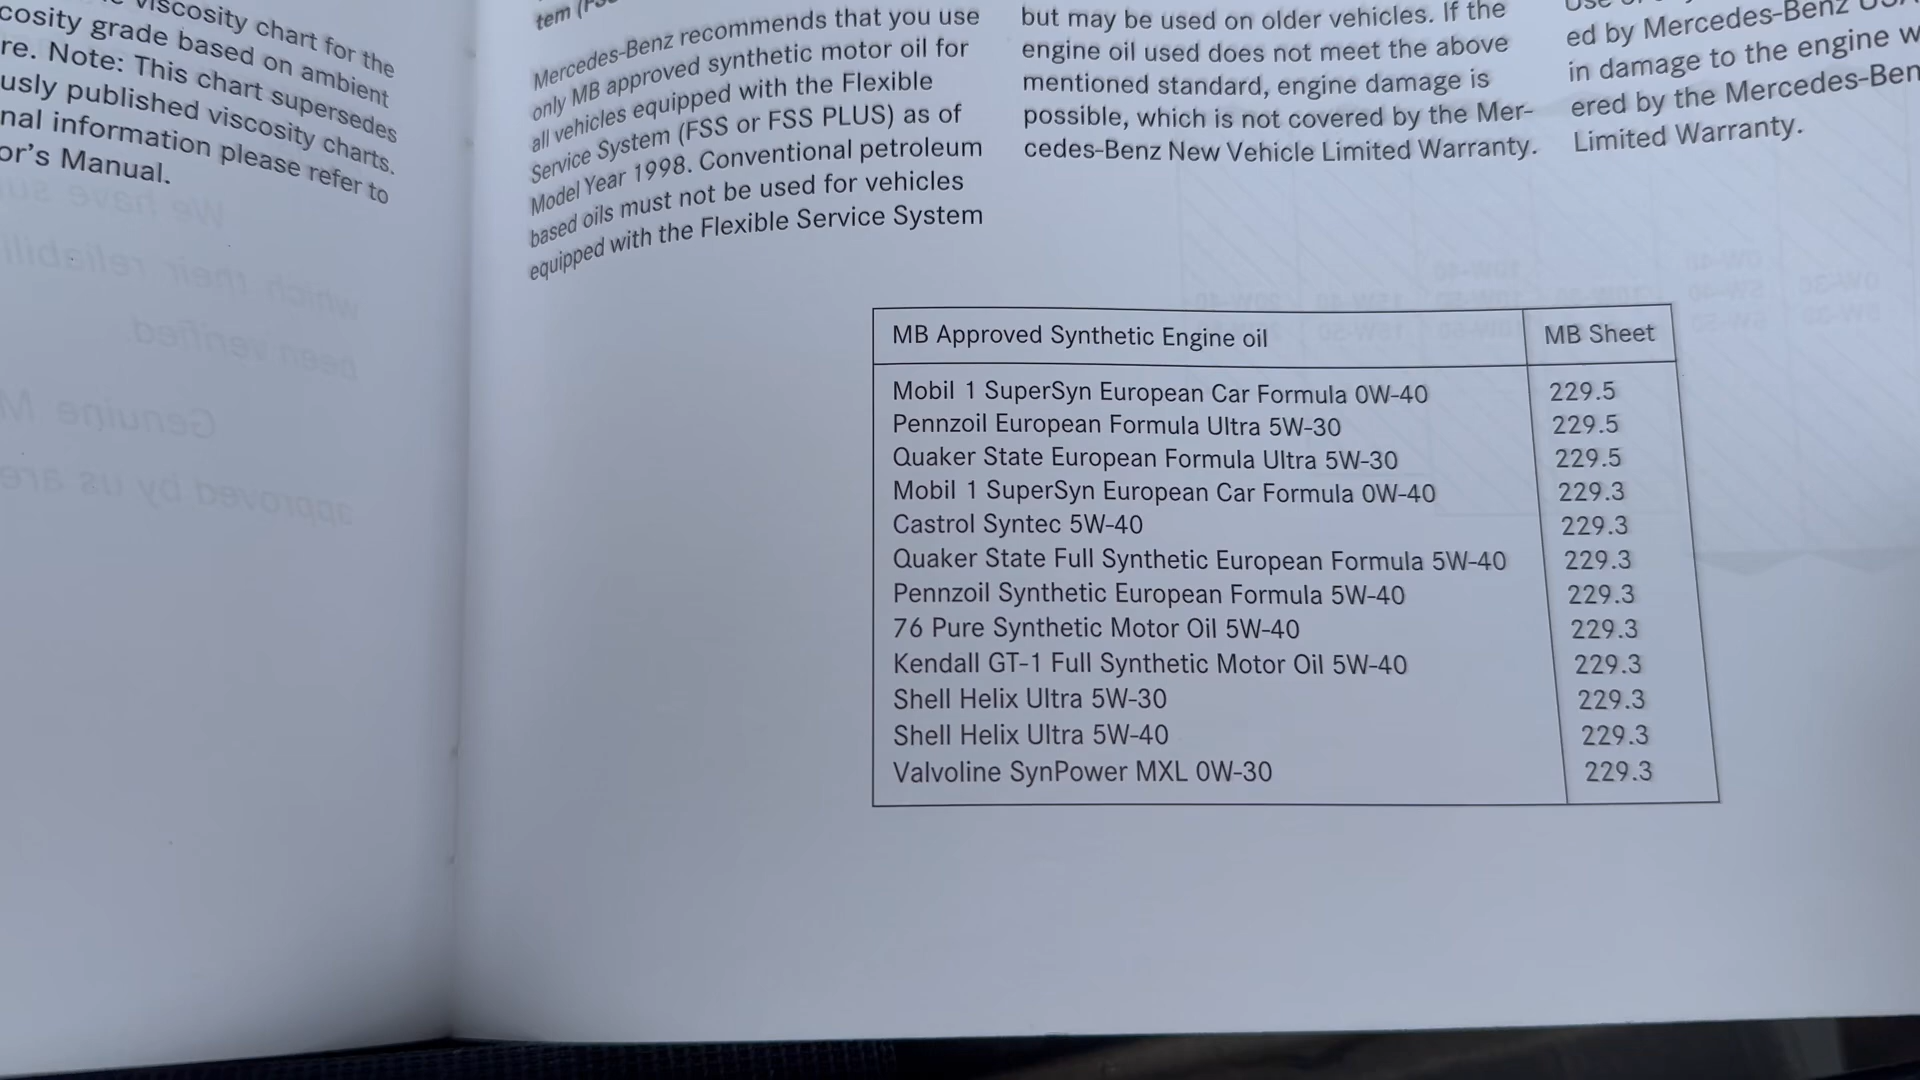 viscosity chart for the
cosity grade based on ambient
re. Note: This chart supersedes
usly published viscosity charts.
nal information please refer to
or's Manual.
tem (FSS
Mercedes-Benz recommends that you use
only MB approved synthetic motor oil for
all vehicles equipped with the Flexible
Service System (FSS or FSS PLUS) as of
Model Year 1998. Conventional petroleum
based oils must not be used for vehicles
equipped with the Flexible Service System
but may be used on older vehicles. If the
engine oil used does not meet the above
mentioned standard, engine damage is
possible, which is not covered by the Mer-
cedes-Benz New Vehicle Limited Warranty.
ed by Mercedes-Benz USA
in damage to the engine w
ered by the Mercedes-Ben
Limited Warranty.
MB Approved Synthetic Engine oil MB Sheet
Mobil 1 SuperSyn European Car Formula 0W-40 229.5
Pennzoil European Formula Ultra 5W-30 229.5
Quaker State European Formula Ultra 5W-30 229.5
Mobil 1 SuperSyn European Car Formula 0W-40 229.3
Castrol Syntec 5W-40 229.3
Quaker State Full Synthetic European Formula 5W-40 229.3
Pennzoil Synthetic European Formula 5W-40 229.3
76 Pure Synthetic Motor Oil 5W-40 229.3
Kendall GT-1 Full Synthetic Motor Oil 5W-40 229.3
Shell Helix Ultra 5W-30 229.3
Shell Helix Ultra 5W-40 229.3
Valvoline SynPower MXL 0W-30 229.3